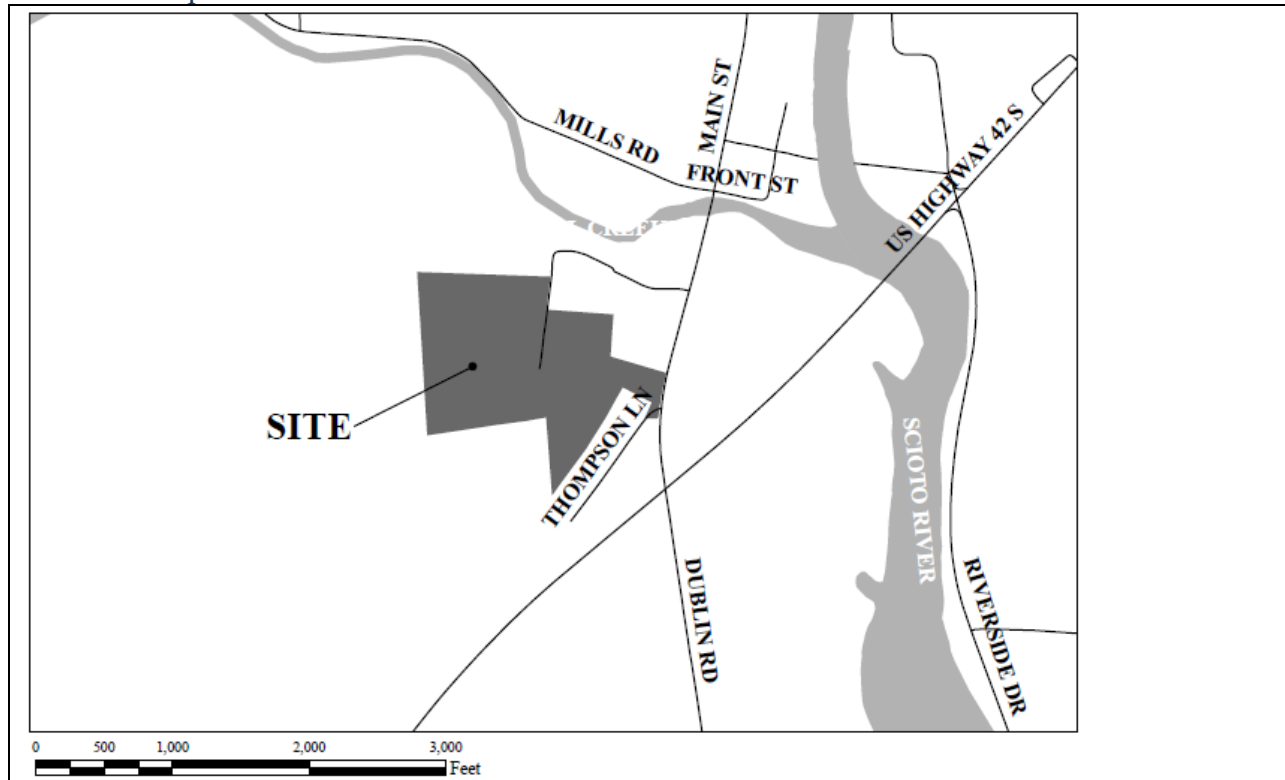 MAIN ST
MILLS RD
FRONT ST
US HIGHWAY 42 S
CREEK
SITE
THOMPSON LN
SCIOTO RIVER
DUBLIN RD
RIVERSIDE DR
0 500 1,000 2,000 3,000
Feet